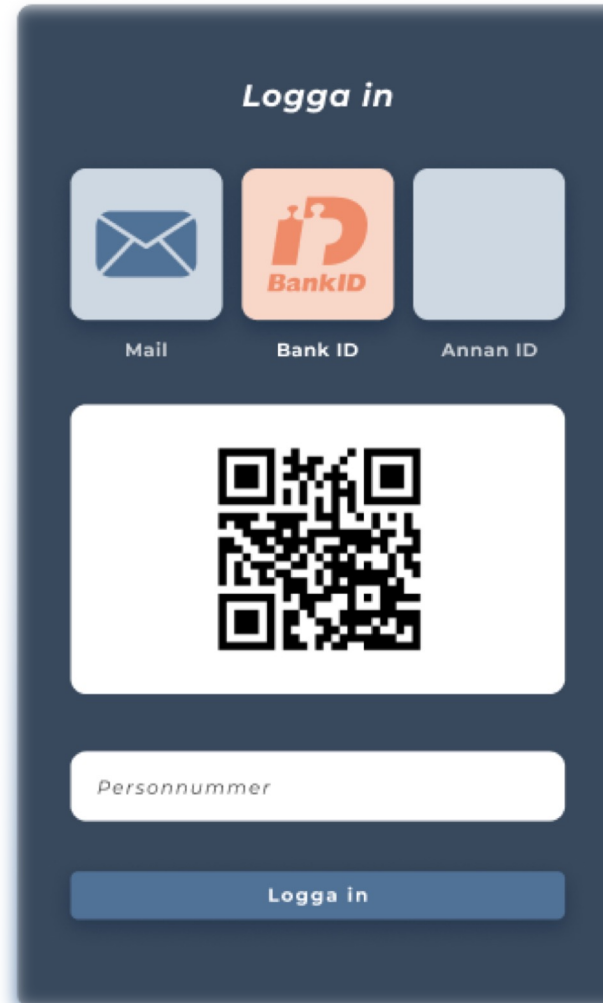 Logga in
BankID
Mail Bank ID Annan ID
Personnummer
Logga in